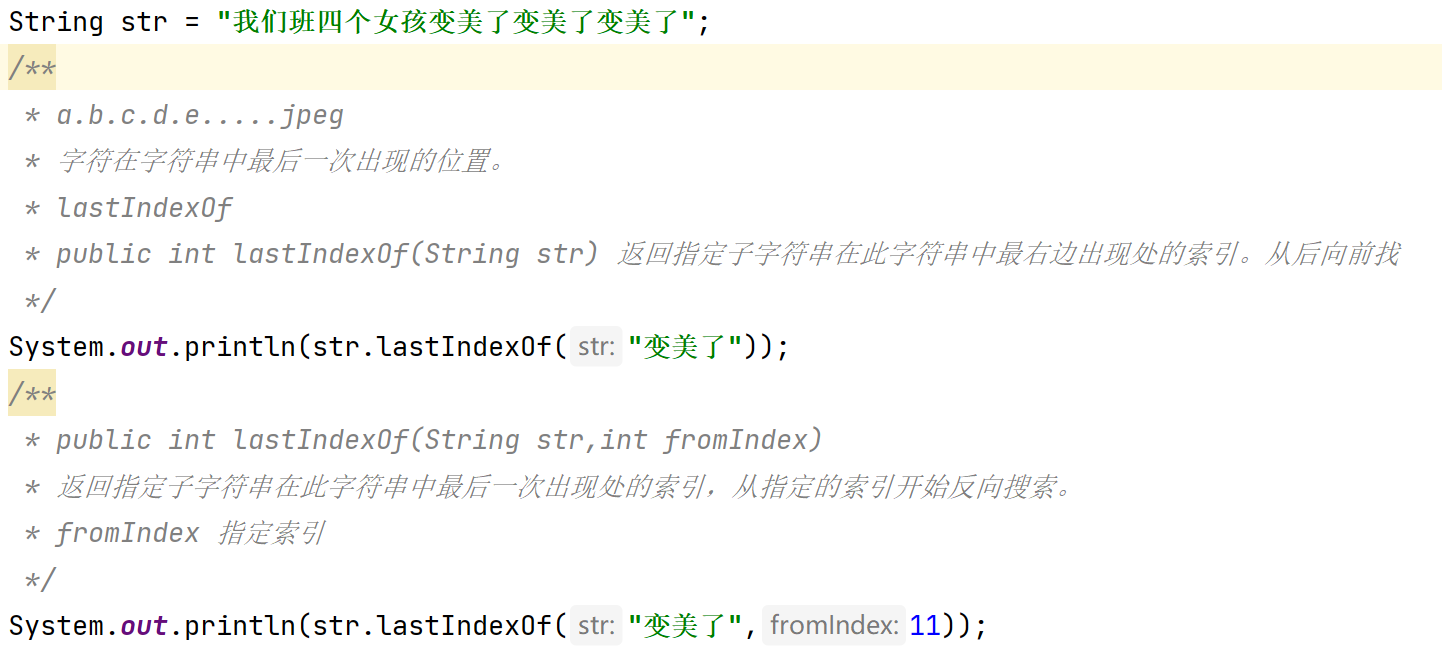 String str = "我们班四个女孩变美了变美了变美了";
/**
 * a.b.c.d.e.....jpeg
 * 字符在字符串中最后一次出现的位置。
 * lastIndexOf
 * public int lastIndexOf(String str) 返回指定子字符串在此字符串中最右边出现处的索引。从后向前找
 */
System.out.println(str.lastIndexOf( str: "变美了"));
/**
 * public int lastIndexOf(String str,int fromIndex)
 * 返回指定子字符串在此字符串中最后一次出现处的索引，从指定的索引开始反向搜索。
 * fromIndex 指定索引
 */
System.out.println(str.lastIndexOf( str: "变美了", fromIndex: 11));